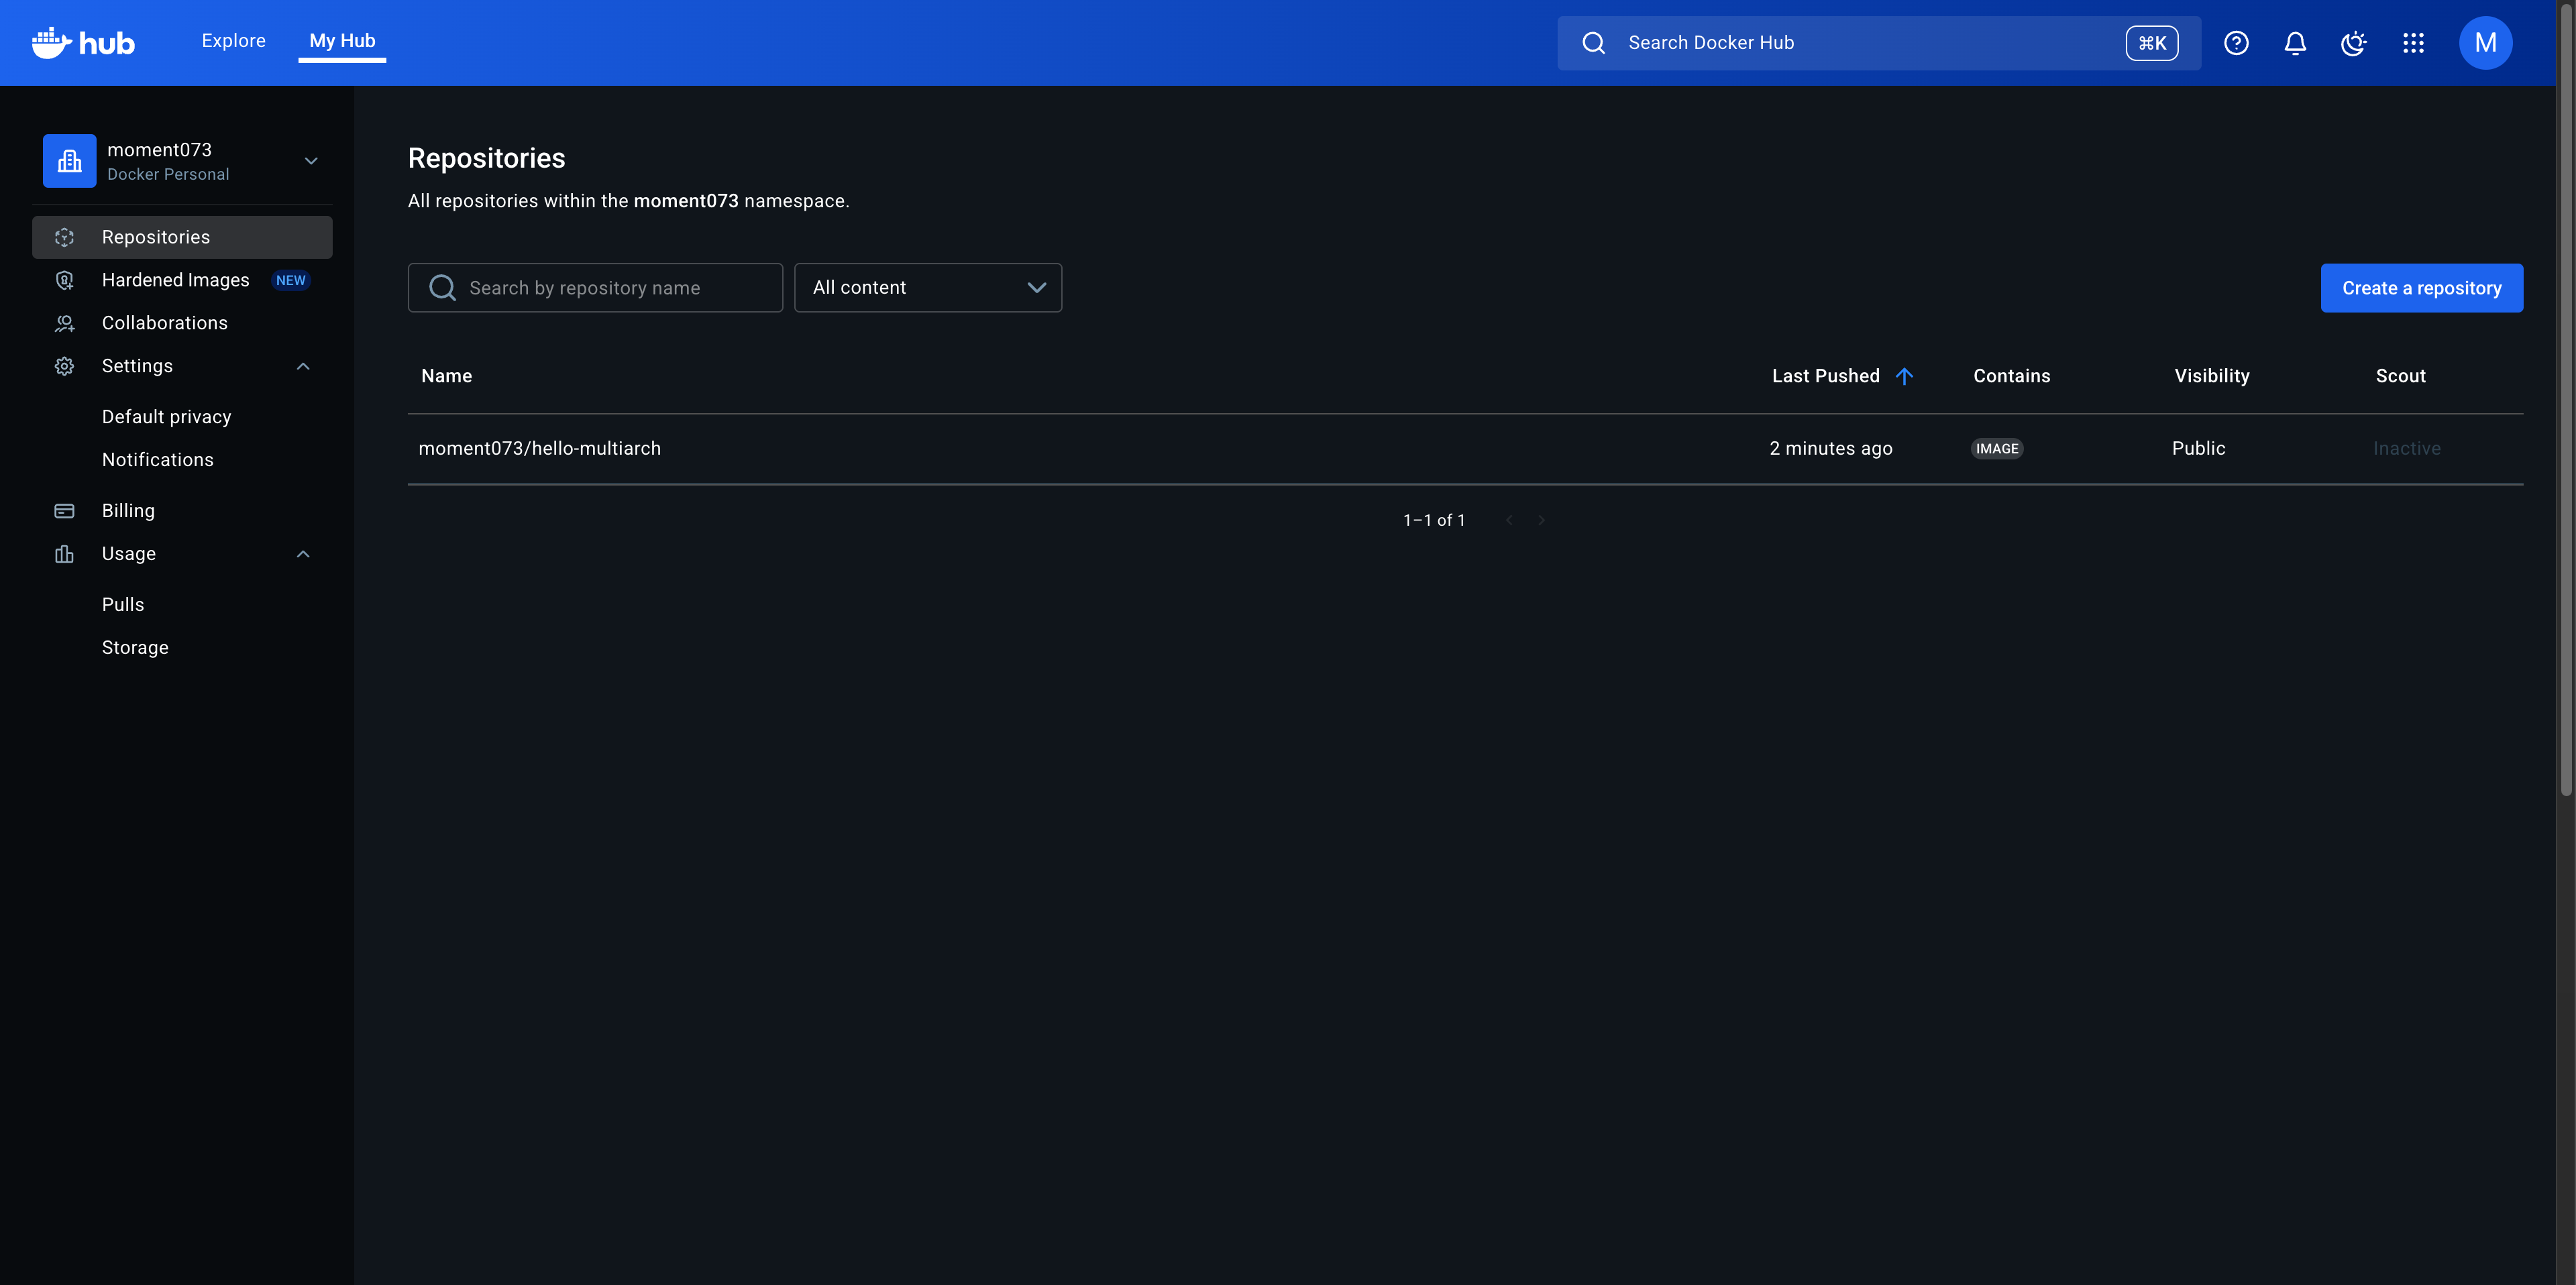 hub
Explore
My Hub
Search Docker Hub
⌘K
M
moment073
Docker Personal
Repositories
Hardened Images NEW
Collaborations
Settings
Default privacy
Notifications
Billing
Usage
Pulls
Storage
Repositories
All repositories within the moment073 namespace.
Search by repository name
All content
Create a repository
Name Last Pushed Contains Visibility Scout
moment073/hello-multiarch 2 minutes ago IMAGE Public Inactive
1–1 of 1